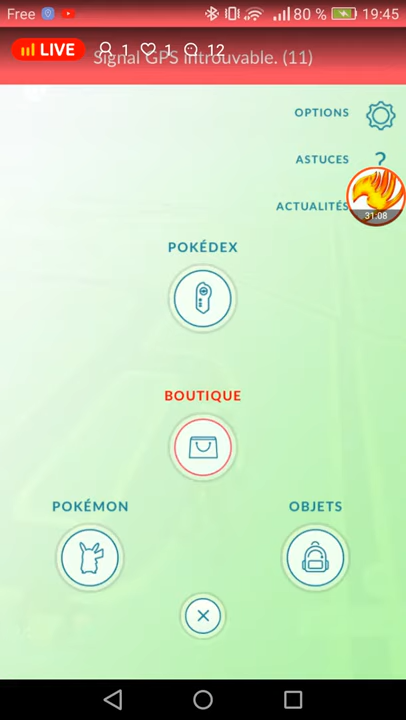 Free 80 % 19:45
LIVE 1 1 12
Signal GPS introuvable. (11)
OPTIONS
ASTUCES ?
ACTUALITÉS
31:08
POKÉDEX
BOUTIQUE
POKÉMON OBJETS